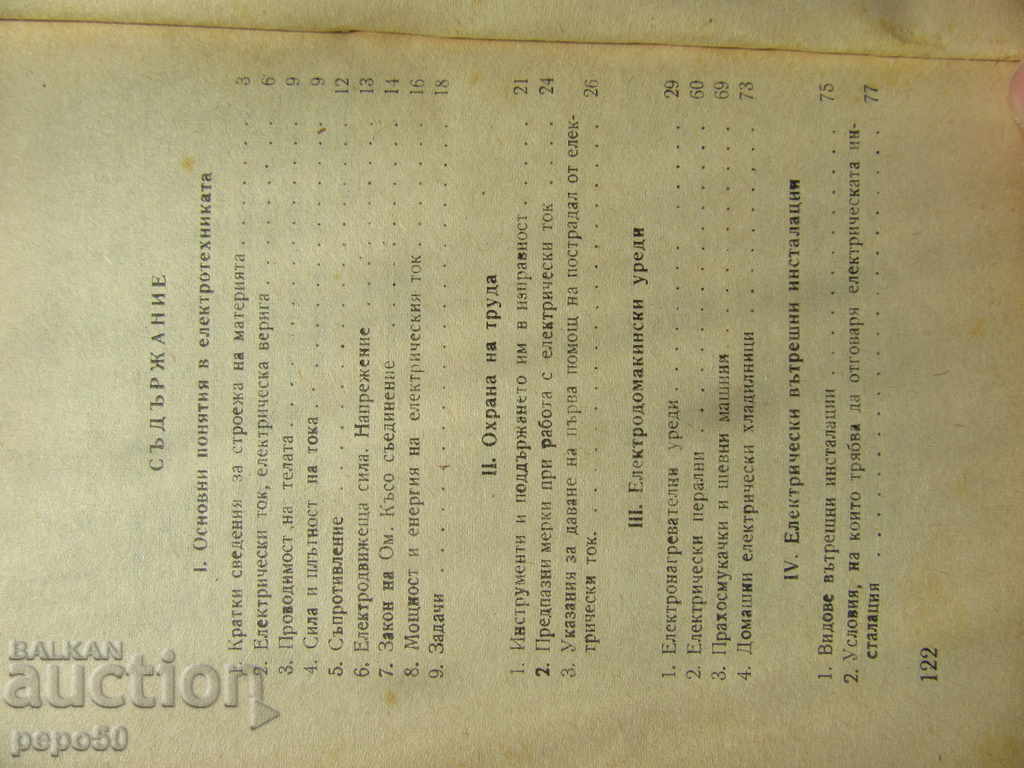 СЪДЪРЖАНИЕ
I. Основни понятия в електротехниката
1. Кратки сведения за строежа на материята . . . . . 3
2. Електрически ток, електрическа верига . . . . . . 6
3. Проводимост на телата . . . . . . . . . . . 9
4. Сила и плътност на тока . . . . . . . . . . 9
5. Съпротивление . . . . . . . . . . . . . 12
6. Електродвижеща сила. Напрежение . . . . . . . . 13
7. Закон на Ом. Късо съединение . . . . . . . . 14
8. Мощност и енергия на електрическия ток . . . . . . 16
9. Задачи . . . . . . . . . . . . . . . 18
II. Охрана на труда
1. Инструменти и поддържането им в изправност . . . . . 21
2. Предпазни мерки при работа с електрически ток . . . . 24
3. Указания за даване на първа помощ на пострадал от елек-
трически ток. . . . . . . . . . . . . . 26
III. Електродомакински уреди
1. Електронагревателни уреди . . . . . . . . . . 29
2. Електрически перални . . . . . . . . . . . 60
3. Прахосмукачки и шевни машини . . . . . . . . . 69
4. Домашни електрически хладилници . . . . . . . . 73
IV. Електрически вътрешни инсталации
1. Видове вътрешни инсталации . . . . . . . . . 75
2. Условия, на които трябва да отговаря електрическата ин-
сталация . . . . . . . . . . . . . . 77
122
BALKAN
auction
pepo50